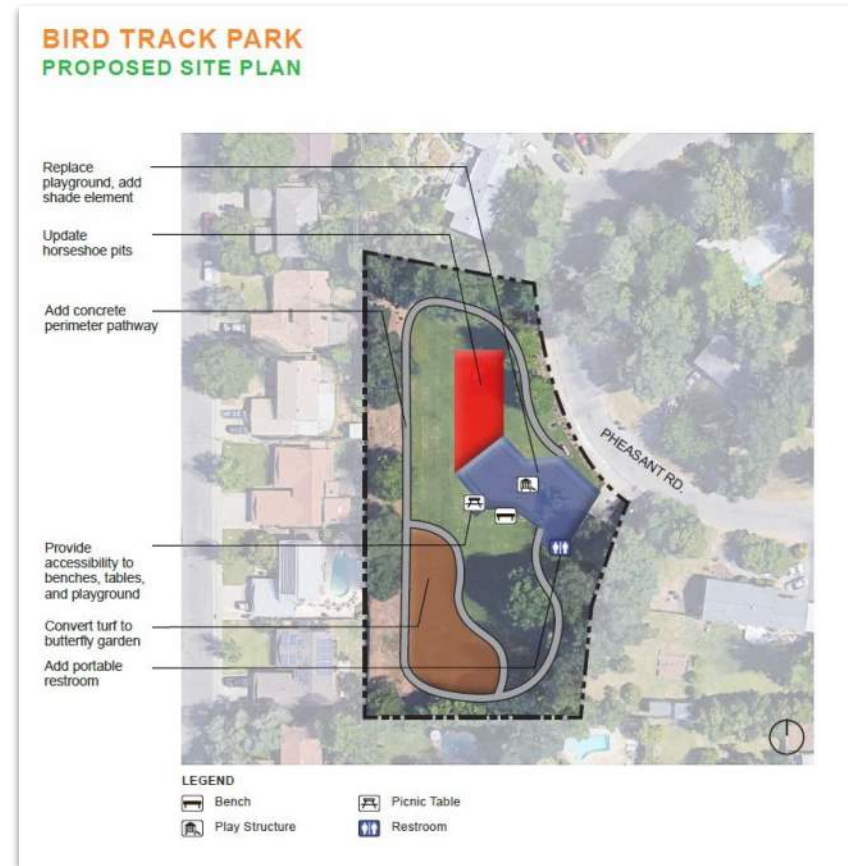 BIRD TRACK PARK
PROPOSED SITE PLAN
Replace
playground, add
shade element
Update
horseshoe pits
Add concrete
perimeter pathway
PHEASANT RD.
Provide
accessibility to
benches, tables,
and playground
Convert turf to
butterfly garden
Add portable
restroom
LEGEND
Bench
Picnic Table
Play Structure
Restroom